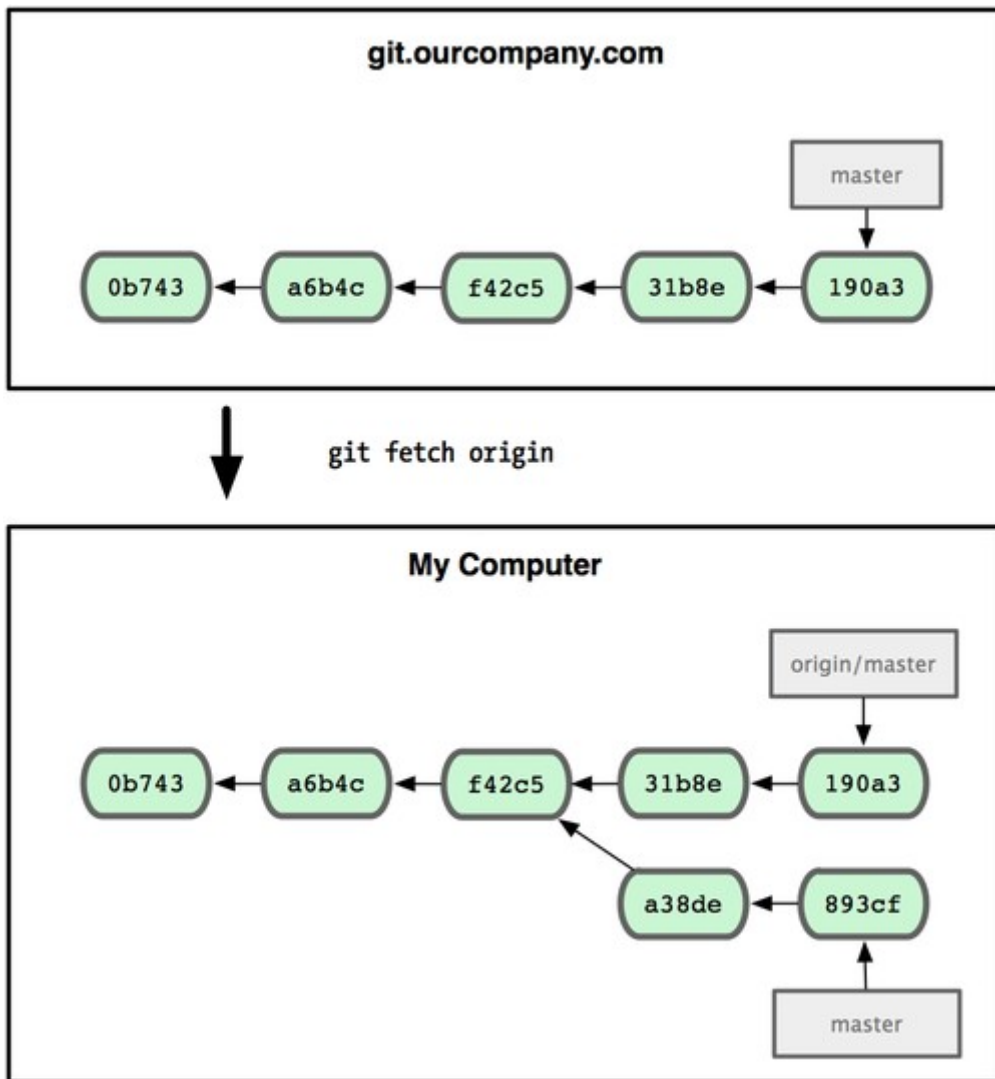 git.ourcompany.com
master
0b743 a6b4c f42c5 31b8e 190a3
git fetch origin
My Computer
origin/master
0b743 a6b4c f42c5 31b8e 190a3
a38de 893cf
master